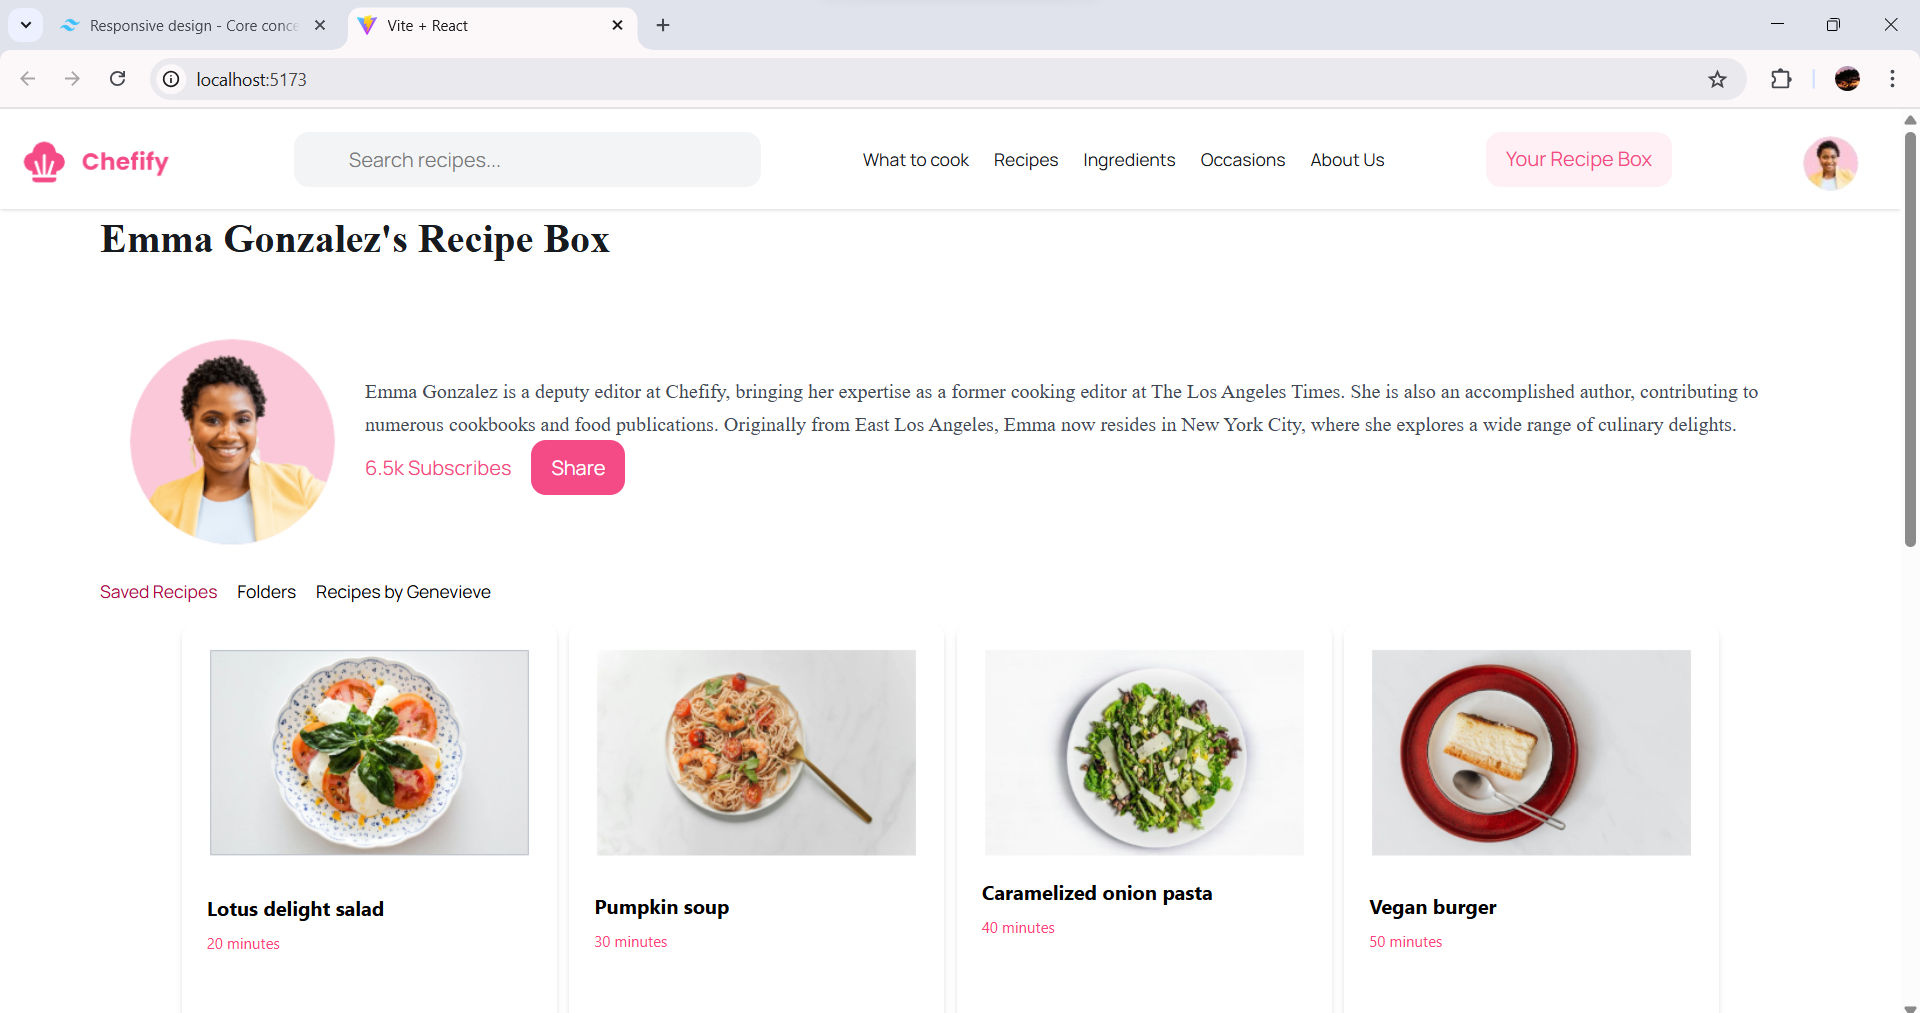 Responsive design - Core conce
Vite + React
localhost:5173
Chefify
Search recipes...
What to cook
Recipes
Ingredients
Occasions
About Us
Your Recipe Box
Emma Gonzalez's Recipe Box
Emma Gonzalez is a deputy editor at Chefify, bringing her expertise as a former cooking editor at The Los Angeles Times. She is also an accomplished author, contributing to
numerous cookbooks and food publications. Originally from East Los Angeles, Emma now resides in New York City, where she explores a wide range of culinary delights.
6.5k Subscribes
Share
Saved Recipes
Folders
Recipes by Genevieve
Lotus delight salad
20 minutes
Pumpkin soup
30 minutes
Caramelized onion pasta
40 minutes
Vegan burger
50 minutes